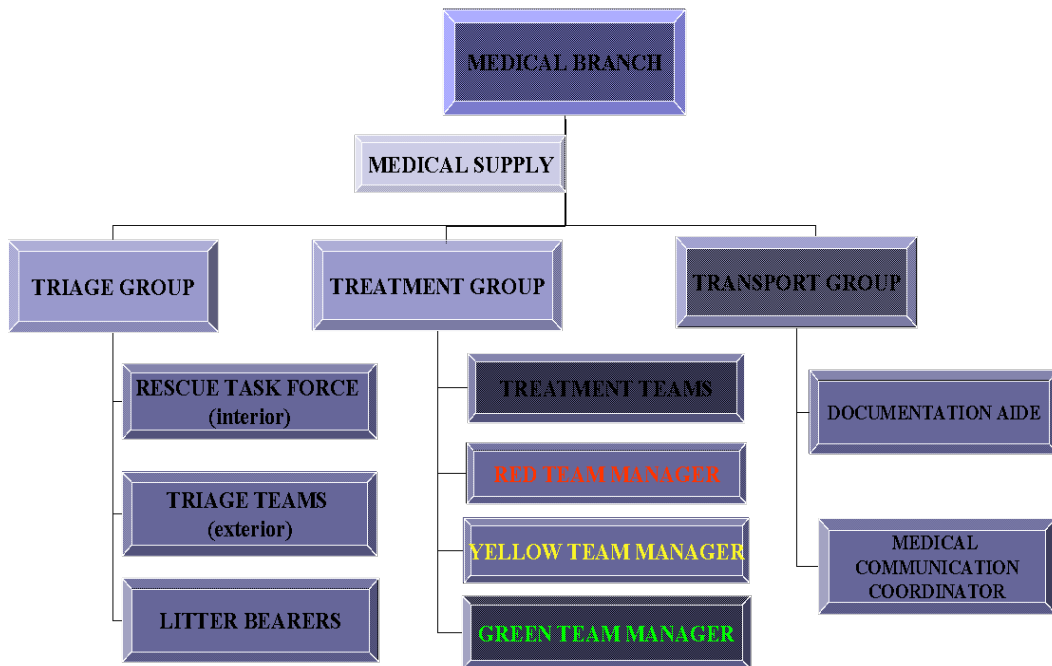 MEDICAL BRANCH
MEDICAL SUPPLY
TRIAGE GROUP
TREATMENT GROUP
TRANSPORT GROUP
RESCUE TASK FORCE
(interior)
TRIAGE TEAMS
(exterior)
LITTER BEARERS
TREATMENT TEAMS
RED TEAM MANAGER
YELLOW TEAM MANAGER
GREEN TEAM MANAGER
DOCUMENTATION AIDE
MEDICAL
COMMUNICATION
COORDINATOR